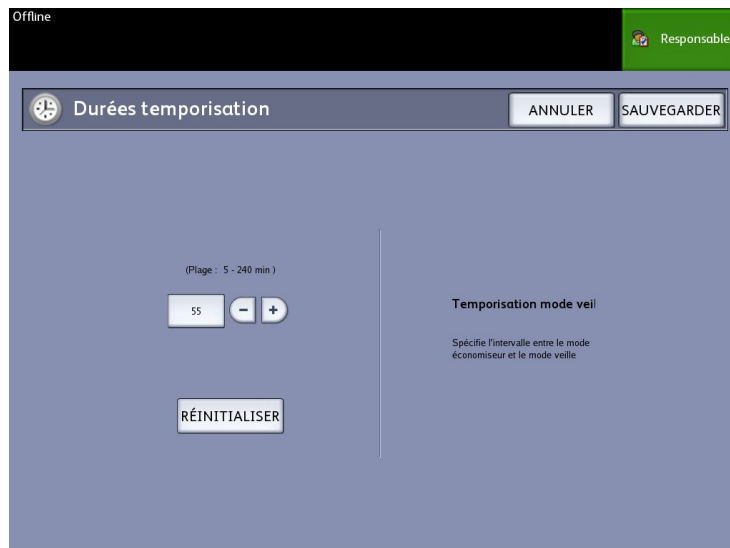 Offline
Responsable
Durées temporisation
ANNULER
SAUVEGARDER
(Plage : 5 - 240 min )
55
- +
RÉINITIALISER
Temporisation mode veil
Spécifie l'intervalle entre le mode
économiseur et le mode veille